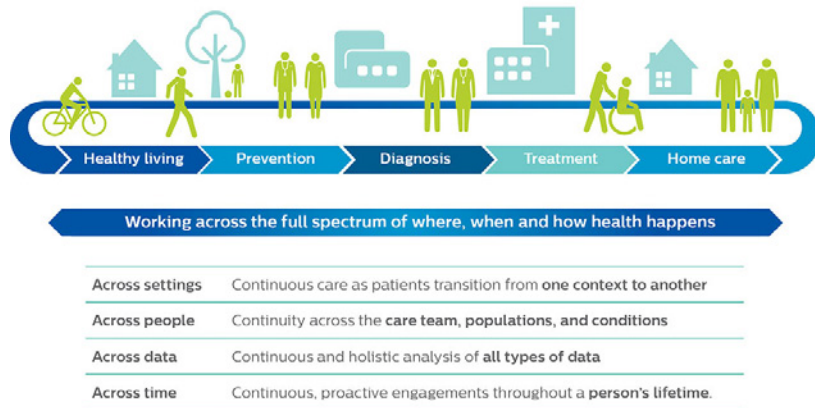 Healthy living Prevention Diagnosis Treatment Home care
Working across the full spectrum of where, when and how health happens
Across settings Continuous care as patients transition from one context to another
Across people Continuity across the care team, populations, and conditions
Across data Continuous and holistic analysis of all types of data
Across time Continuous, proactive engagements throughout a person's lifetime.